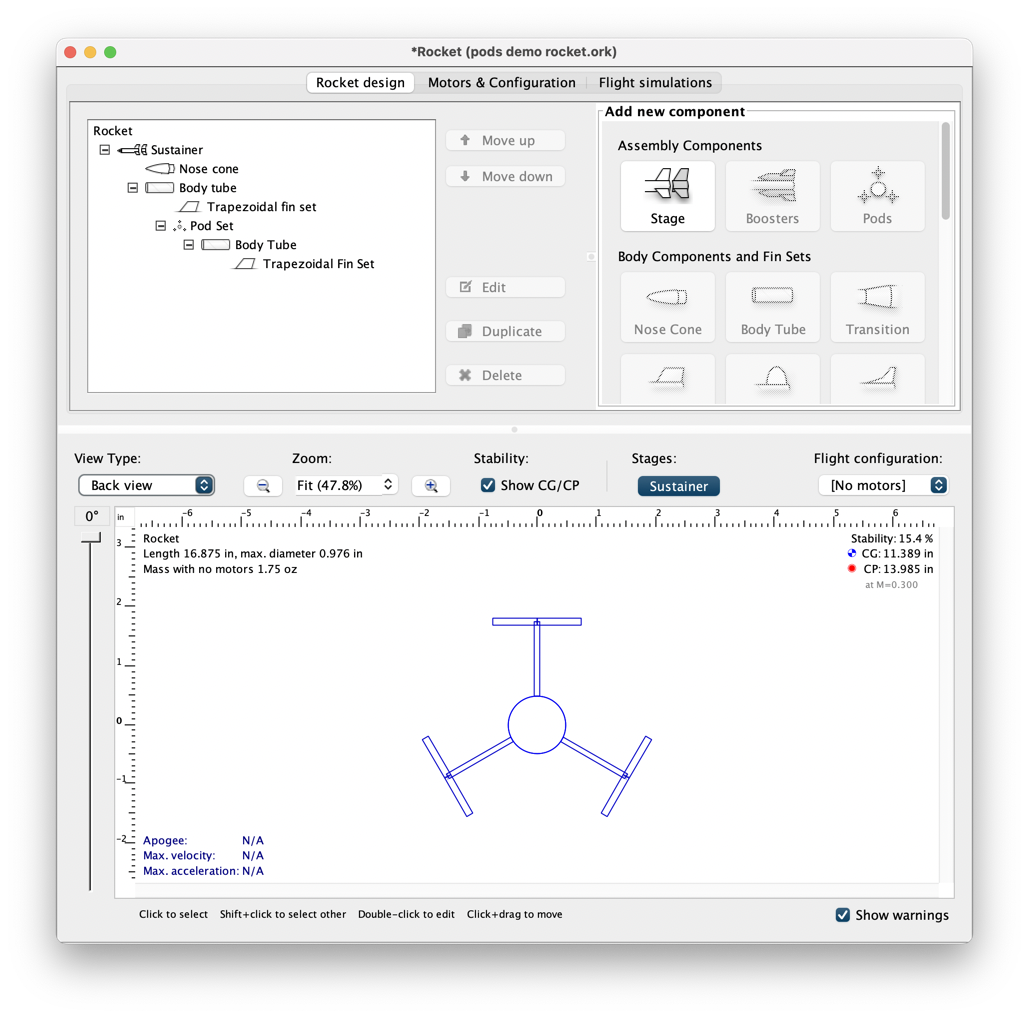 *Rocket (pods demo rocket.ork)
Rocket design Motors & Configuration Flight simulations
Rocket
Sustainer
Nose cone
Body tube
Trapezoidal fin set
Pod Set
Body Tube
Trapezoidal Fin Set
Move up
Move down
Edit
Duplicate
Delete
Add new component
Assembly Components
Stage Boosters Pods
Body Components and Fin Sets
Nose Cone Body Tube Transition
View Type: Zoom: Stability: Stages: Flight configuration:
Back view Fit (47.8%) Show CG/CP Sustainer [No motors]
0° in -6 -5 -4 -3 -2 -1 0 1 2 3 4 5 6
3
2
1
0
-1
-2
Rocket
Length 16.875 in, max. diameter 0.976 in
Mass with no motors 1.75 oz
Stability: 15.4 %
CG: 11.389 in
CP: 13.985 in
at M=0.300
Apogee: N/A
Max. velocity: N/A
Max. acceleration: N/A
Click to select Shift+click to select other Double-click to edit Click+drag to move
Show warnings